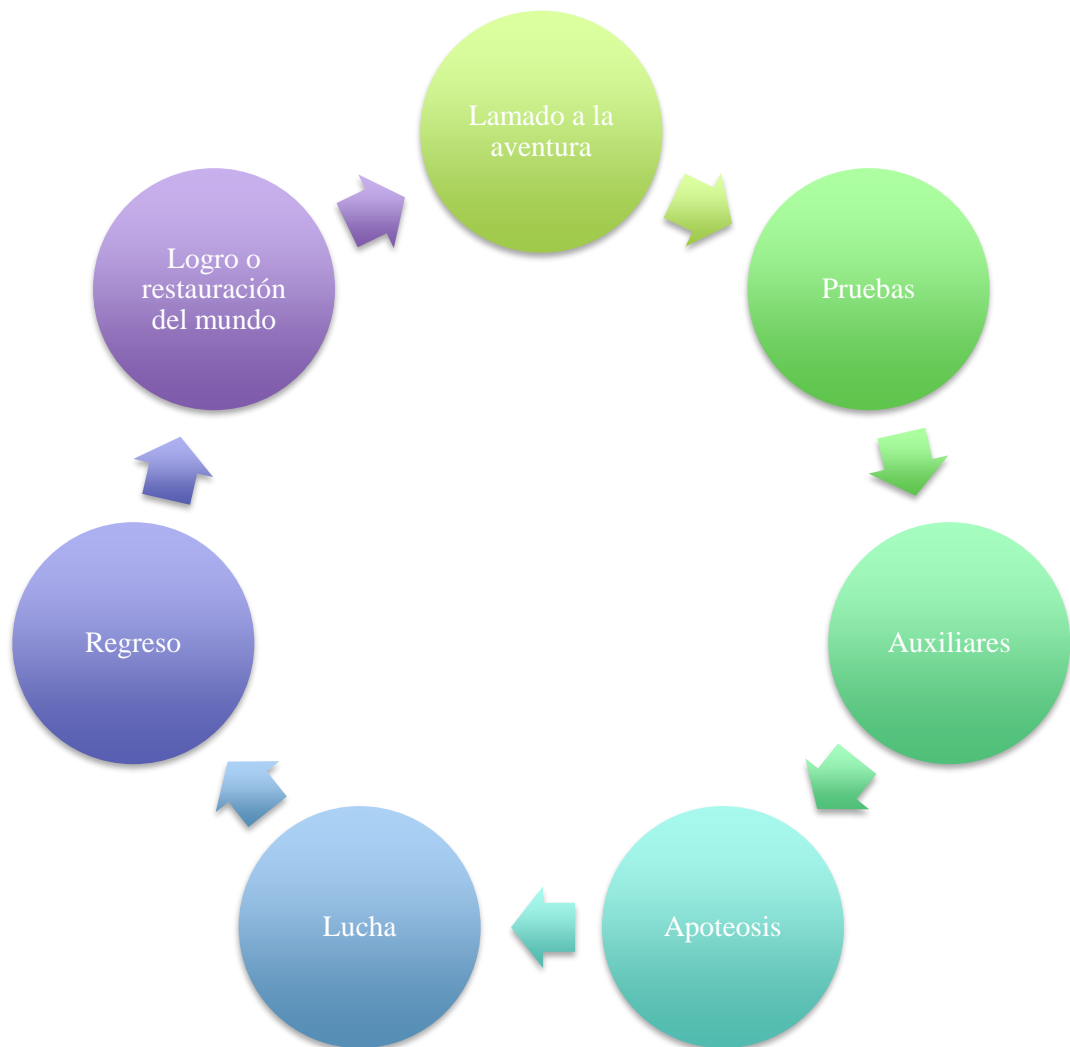 Lamado a la
aventura
Pruebas
Auxiliares
Apoteosis
Lucha
Regreso
Logro o
restauración
del mundo